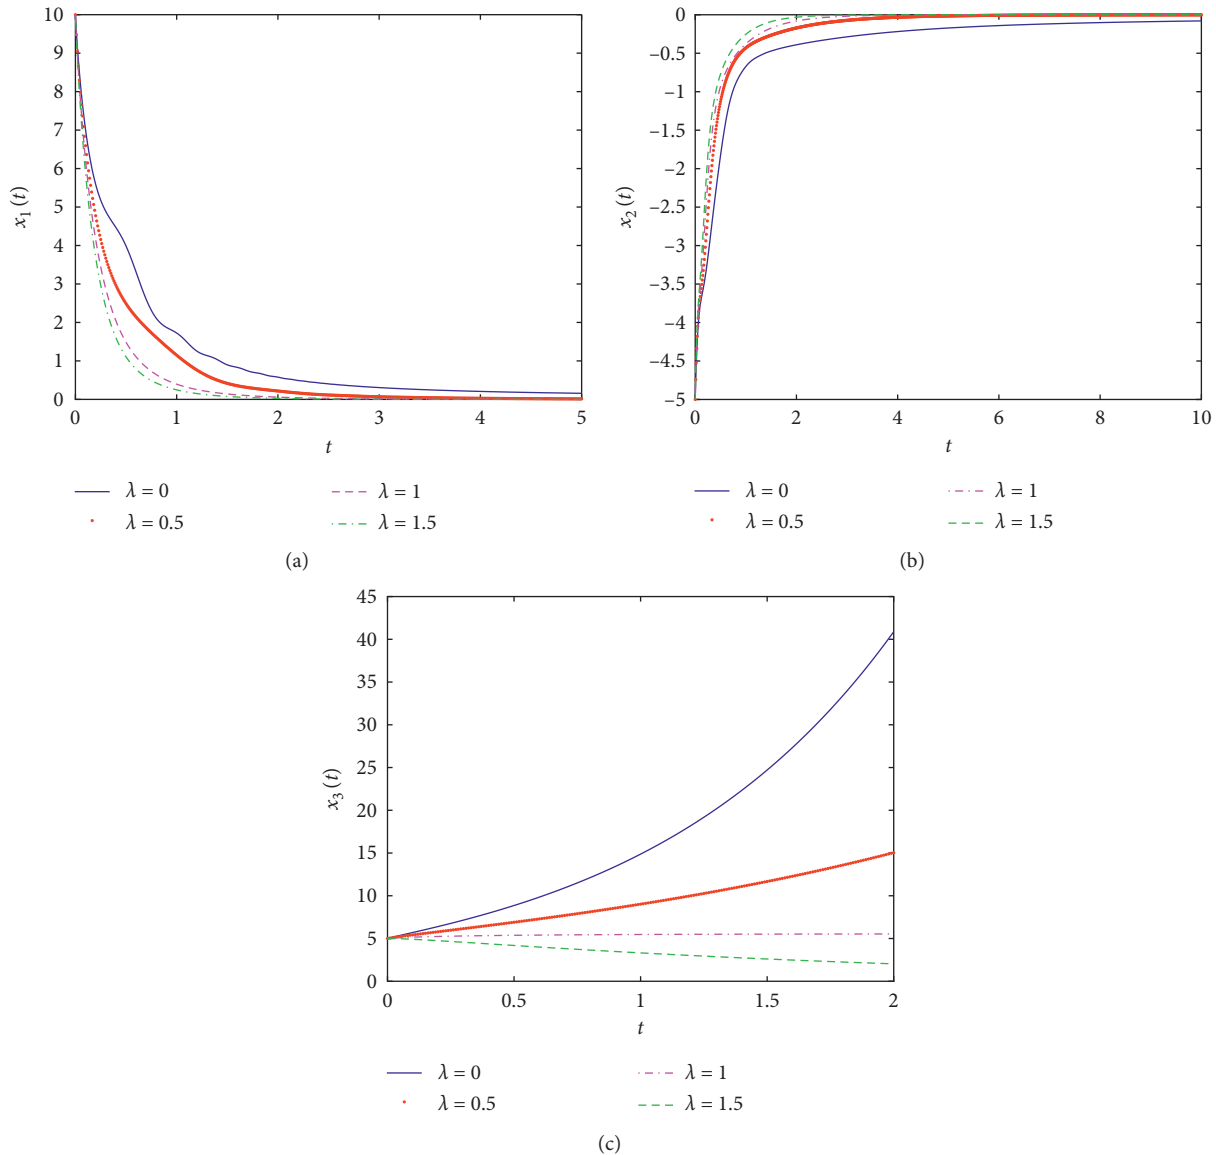 10
9
8
7
6
5
4
3
2
1
0
x1 (t)
0 1 2 3 4 5
t
λ = 0
λ = 0.5
λ = 1
λ = 1.5
(a)
0
–0.5
–1
–1.5
–2
–2.5
–3
–3.5
–4
–4.5
–5
x2 (t)
0 2 4 6 8 10
t
λ = 0
λ = 0.5
λ = 1
λ = 1.5
(b)
45
40
35
30
25
20
15
10
5
0
x3 (t)
0 0.5 1 1.5 2
t
λ = 0
λ = 0.5
λ = 1
λ = 1.5
(c)